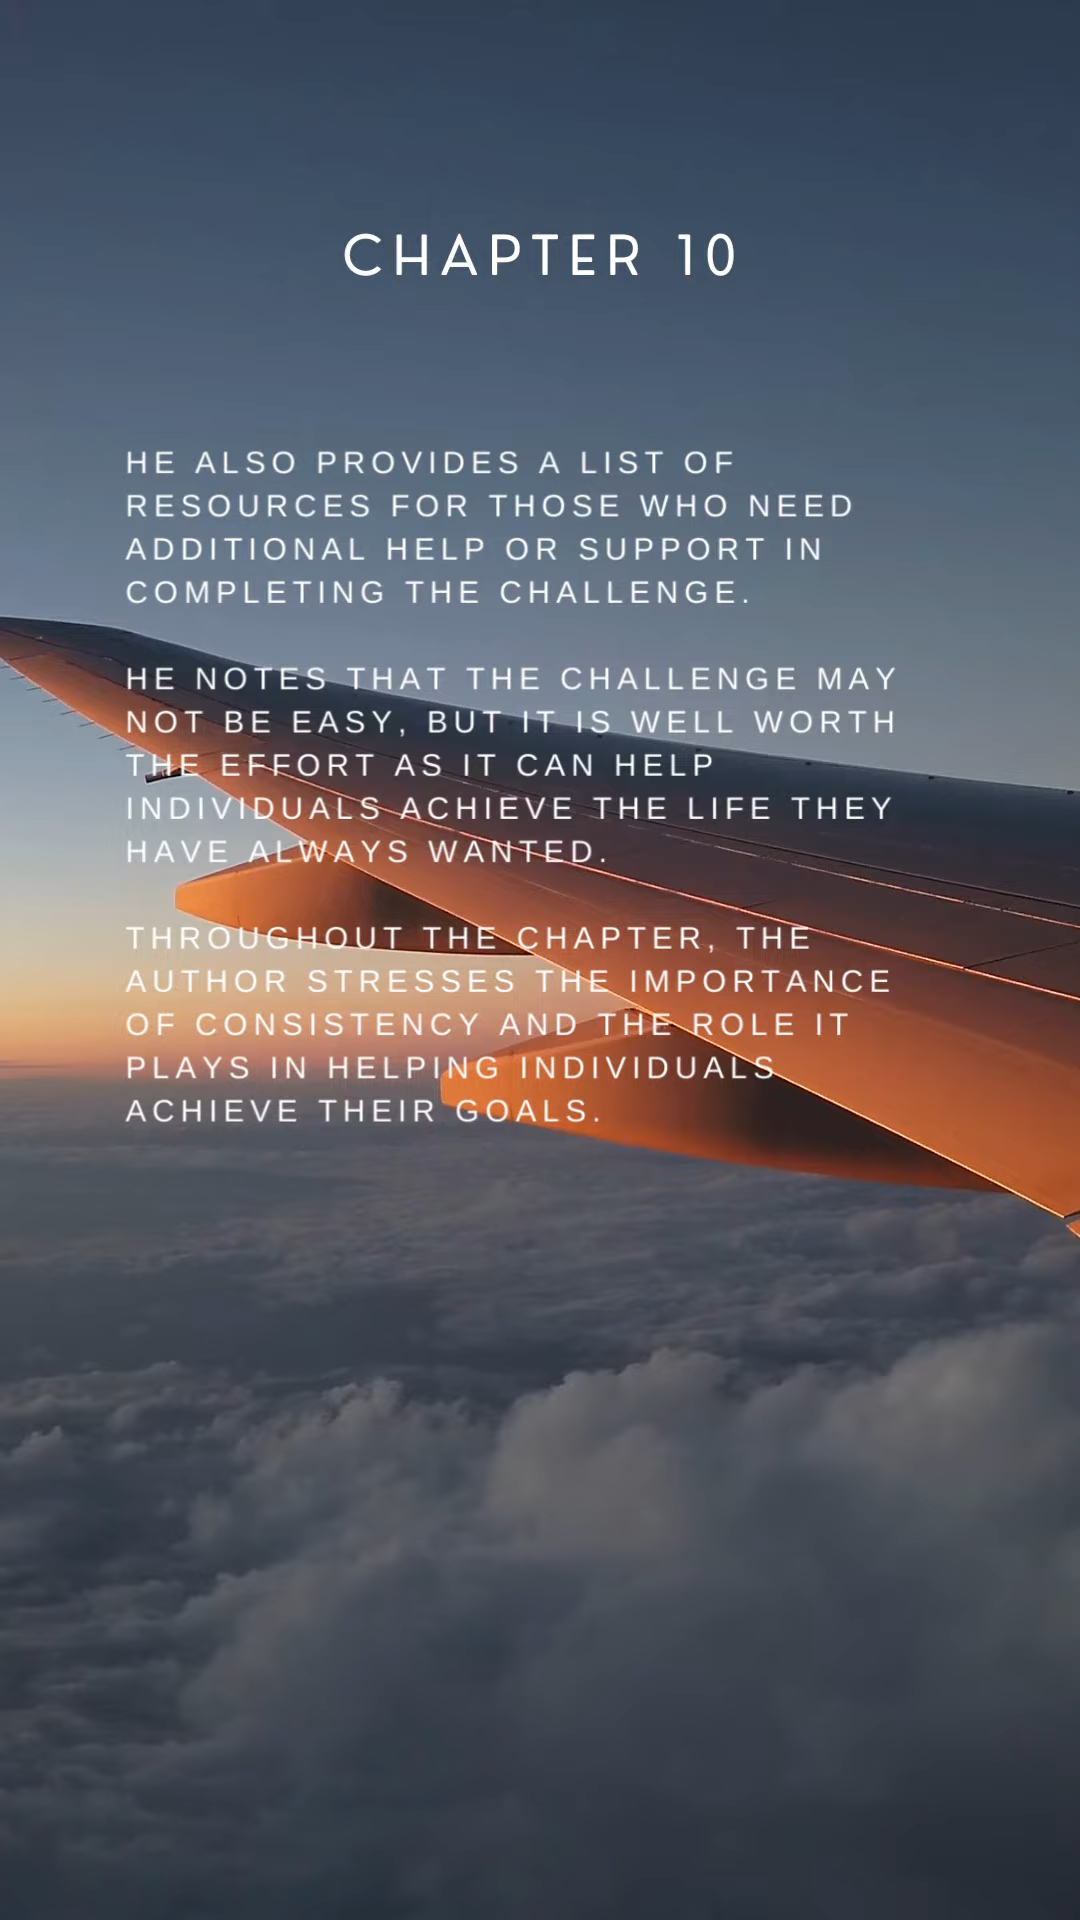 CHAPTER 10
HE ALSO PROVIDES A LIST OF
RESOURCES FOR THOSE WHO NEED
ADDITIONAL HELP OR SUPPORT IN
COMPLETING THE CHALLENGE.
HE NOTES THAT THE CHALLENGE MAY
NOT BE EASY, BUT IT IS WELL WORTH
THE EFFORT AS IT CAN HELP
INDIVIDUALS ACHIEVE THE LIFE THEY
HAVE ALWAYS WANTED.
THROUGHOUT THE CHAPTER, THE
AUTHOR STRESSES THE IMPORTANCE
OF CONSISTENCY AND THE ROLE IT
PLAYS IN HELPING INDIVIDUALS
ACHIEVE THEIR GOALS.